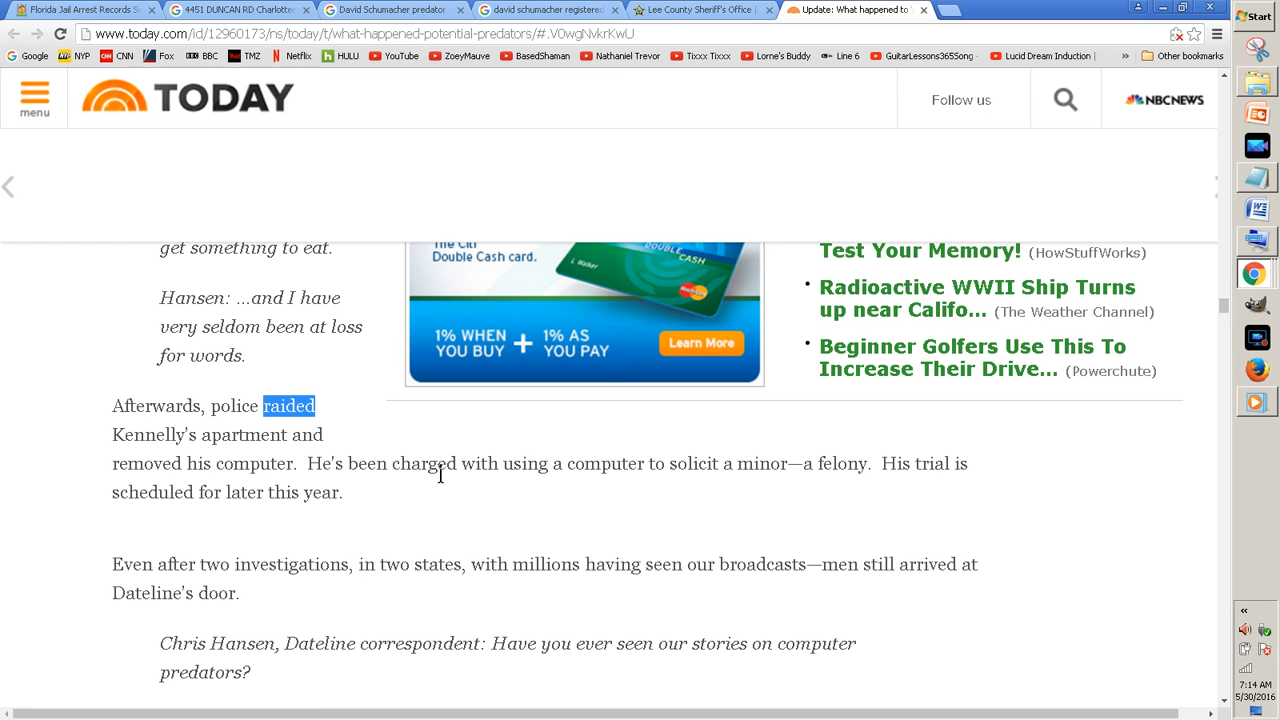 Florida Jail Arrest Records S
4451 DUNCAN RD Charlotte
David Schumacher predator
david schumacher registered
Lee County Sheriff's Office |
Update: What happened to '
www.today.com/id/12960173/ns/today/t/what-happened-potential-predators/#.V0wgNvkrKwU
Google NYP CNN Fox BBC TMZ Netflix HULU YouTube ZoeyMauve BasedShaman Nathaniel Trevor Tixxx Tixxx Lorne's Buddy Line 6 GuitarLessons365Song Lucid Dream Induction | » Other bookmarks
Start
menu
TODAY
Follow us
NBCNEWS
get something to eat.
Hansen: …and I have
very seldom been at loss
for words.
The Citi
Double Cash card.
DOUBLE CASH
L Walker
MasterCard
1% WHEN YOU BUY + 1% AS YOU PAY
Learn More
Test Your Memory! (HowStuffWorks)
Radioactive WWII Ship Turns
up near Califo... (The Weather Channel)
Beginner Golfers Use This To
Increase Their Drive... (Powerchute)
Afterwards, police raided
Kennelly's apartment and
removed his computer. He's been charged with using a computer to solicit a minor—a felony. His trial is
scheduled for later this year.
Even after two investigations, in two states, with millions having seen our broadcasts—men still arrived at
Dateline's door.
Chris Hansen, Dateline correspondent: Have you ever seen our stories on computer
predators?
«
7:14 AM
5/30/2016